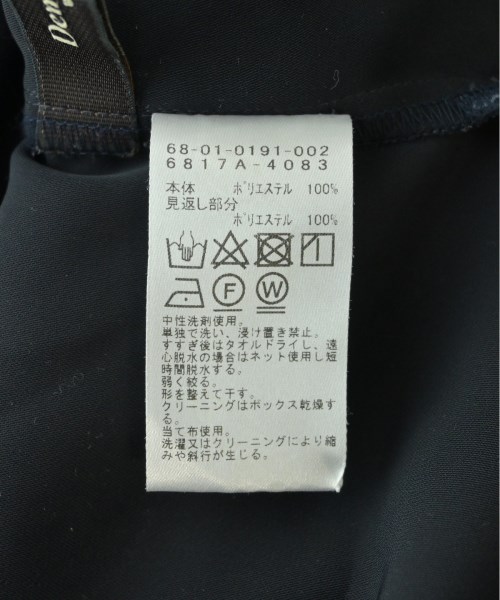 68-01-0191-002
6817A-4083
本体 ポリエステル 100%
見返し部分
ポリエステル 100%
F W
中性洗剤使用。
単独で洗い、浸け置き禁止。
すすぎ後はタオルドライし、遠
心脱水の場合はネット使用し短
時間脱水する。
弱く絞る。
形を整えて干す。
クリーニングはボックス乾燥す
る。
当て布使用。
洗濯又はクリーニングにより縮
みや斜行が生じる。